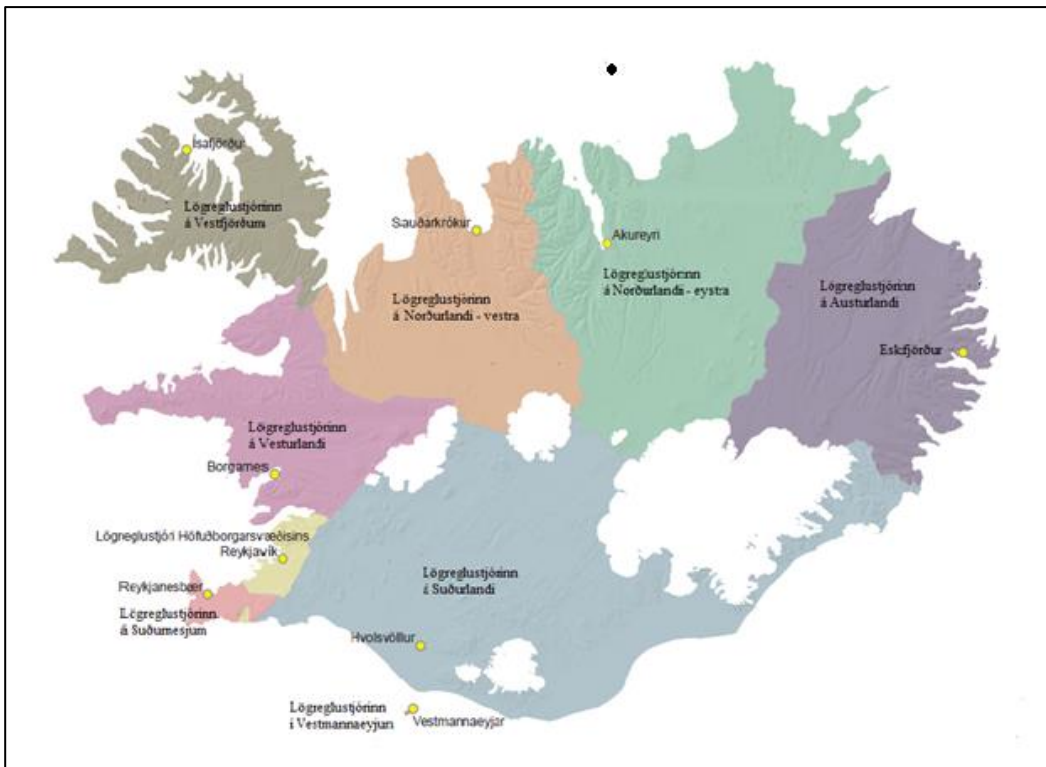 Ísafjörður
Lögreglustjórinn
á Vestfjörðum
Sauðarkrókur
Lögreglustjórinn
á Norðurlandi - vestra
Akureyri
Lögreglustjórinn
á Norðurlandi - eystra
Lögreglustjórinn
á Austurlandi
Eskifjörður
Lögreglustjórinn
á Vesturlandi
Borgarnes
Lögreglustjóri Höfuðborgarsvæðisins
Reykjavík
Reykjanesbær
Lögreglustjórinn
á Suðurnesjum
Lögreglustjórinn
á Suðurlandi
Hvolsvöllur
Lögreglustjórinn
í Vestmannaeyjum
Vestmannaeyjar